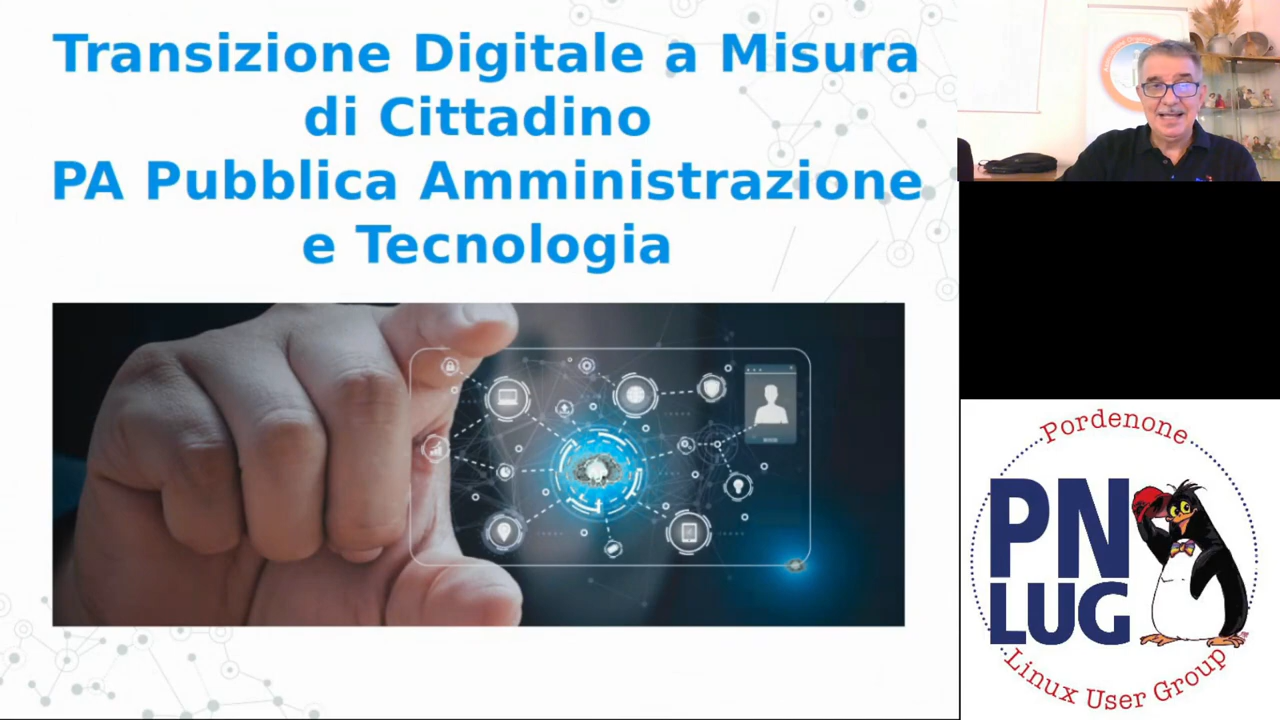 Transizione Digitale a Misura
di Cittadino
PA Pubblica Amministrazione
e Tecnologia
Pordenone
PN
LUG
Linux User Group